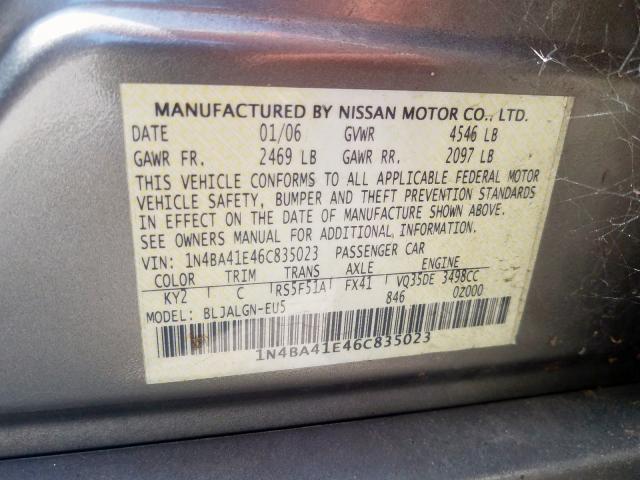 MANUFACTURED BY NISSAN MOTOR CO., LTD.
DATE 01/06 GVWR 4546 LB
GAWR FR. 2469 LB GAWR RR. 2097 LB
THIS VEHICLE CONFORMS TO ALL APPLICABLE FEDERAL MOTOR
VEHICLE SAFETY, BUMPER AND THEFT PREVENTION STANDARDS
IN EFFECT ON THE DATE OF MANUFACTURE SHOWN ABOVE.
SEE OWNERS MANUAL FOR ADDITIONAL INFORMATION.
VIN: 1N4BA41E46C835023 PASSENGER CAR
COLOR TRIM TRANS AXLE ENGINE
KY2 C RS5F51A FX41 VQ35DE 3498CC
MODEL: BLJALGN-EU5 846 0Z000
1N4BA41E46C835023